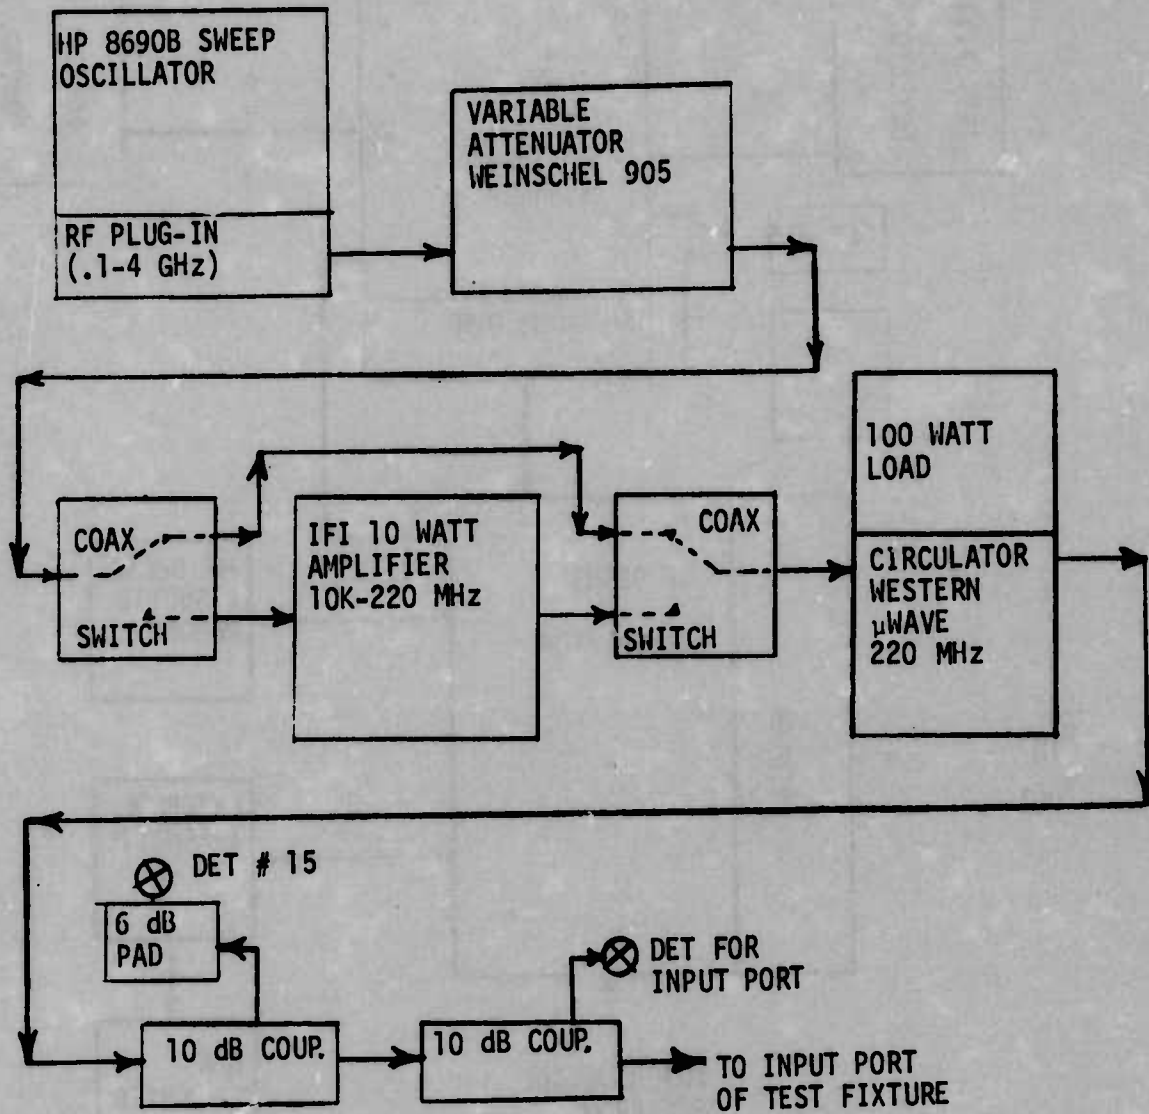 HP 8690B SWEEP
OSCILLATOR
RF PLUG-IN
(.1-4 GHz)
VARIABLE
ATTENUATOR
WEINSCHEL 905
COAX
SWITCH
IFI 10 WATT
AMPLIFIER
10K-220 MHz
COAX
SWITCH
100 WATT
LOAD
CIRCULATOR
WESTERN
µWAVE
220 MHz
DET # 15
6 dB
PAD
DET FOR
INPUT PORT
10 dB COUP.
10 dB COUP.
TO INPUT PORT
OF TEST FIXTURE